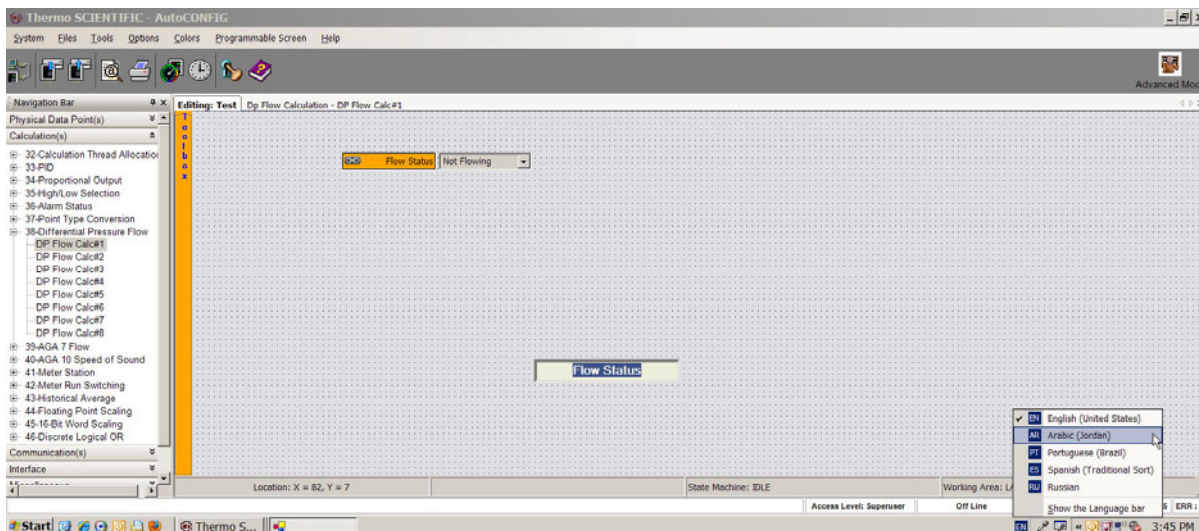 Thermo SCIENTIFIC - AutoCONFIG
System Files Tools Options Colors Programmable Screen Help
Advanced Mod
Navigation Bar
Editing: Test Dp Flow Calculation - DP Flow Calc#1
Physical Data Point(s)
Toolbox
Calculation(s)
32-Calculation Thread Allocation
Flow Status Not Flowing
33-PID
34-Proportional Output
35-High/Low Selection
36-Alarm Status
37-Point Type Conversion
38-Differential Pressure Flow
DP Flow Calc#1
DP Flow Calc#2
DP Flow Calc#3
DP Flow Calc#4
DP Flow Calc#5
DP Flow Calc#6
DP Flow Calc#7
DP Flow Calc#8
39-AGA 7 Flow
40-AGA 10 Speed of Sound
41-Meter Station
42-Meter Run Switching
43-Historical Average
44-Floating Point Scaling
45-16-Bit Word Scaling
46-Discrete Logical OR
Communication(s)
Interface
Flow Status
EN English (United States)
AR Arabic (Jordan)
PT Portuguese (Brazil)
ES Spanish (Traditional Sort)
RU Russian
Show the Language bar
Location: X = 82, Y = 7 State Machine: IDLE Working Area:
Access Level: Superuser Off Line ERR:
Start Thermo S... EN 3:45 PM